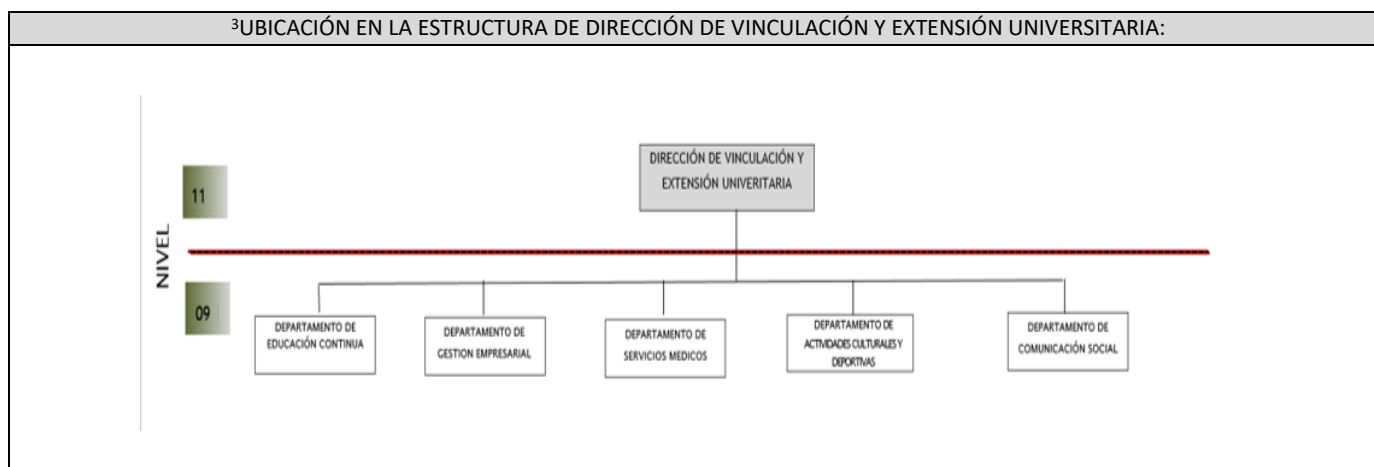 ³UBICACIÓN EN LA ESTRUCTURA DE DIRECCIÓN DE VINCULACIÓN Y EXTENSIÓN UNIVERSITARIA:
DIRECCIÓN DE VINCULACIÓN Y
EXTENSIÓN UNIVERITARIA
11
NIVEL
09
DEPARTAMENTO DE
EDUCACIÓN CONTINUA
DEPARTAMENTO DE
GESTION EMPRESARIAL
DEPARTAMENTO DE
SERVICIOS MEDICOS
DEPARTAMENTO DE
ACTIVIDADES CULTURALES Y
DEPORTIVAS
DEPARTAMENTO DE
COMUNICACIÓN SOCIAL